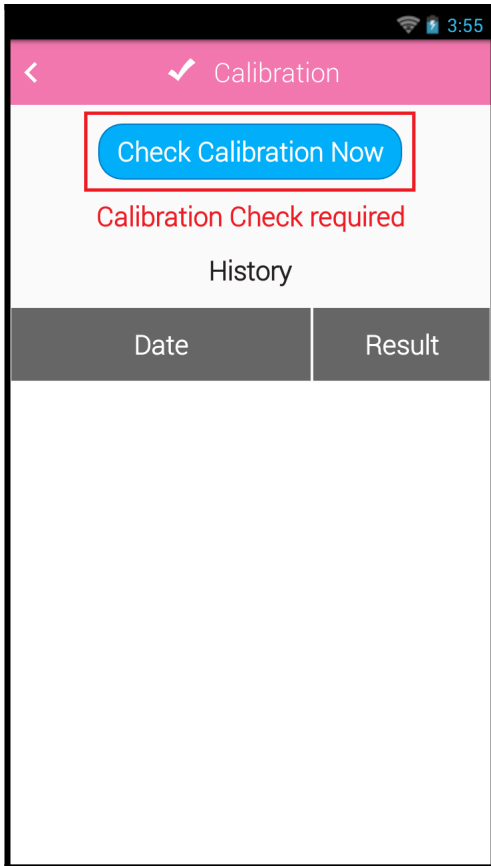 3:55
Calibration
Check Calibration Now
Calibration Check required
History
Date Result